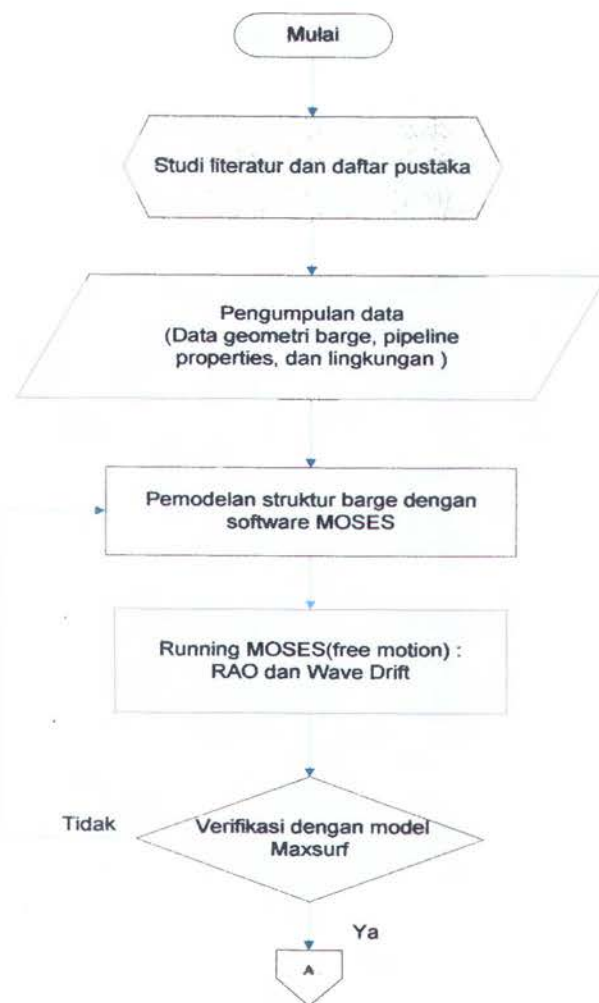 Mulai
Studi literatur dan daftar pustaka
Pengumpulan data
(Data geometri barge, pipeline
properties, dan lingkungan )
Pemodelan struktur barge dengan
software MOSES
Running MOSES(free motion) :
RAO dan Wave Drift
Tidak
Verifikasi dengan model
Maxsurf
Ya
A